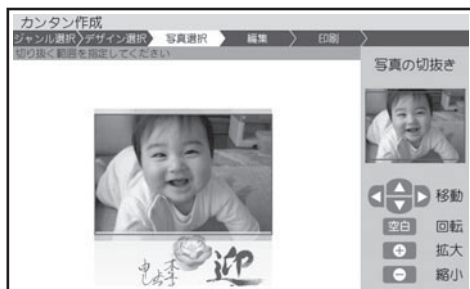 カンタン作成
ジャンル選択 デザイン選択 写真選択 編集 印刷
切り抜く範囲を指定してください
写真の切抜き
移動
空白 回転
拡大
縮小
迎